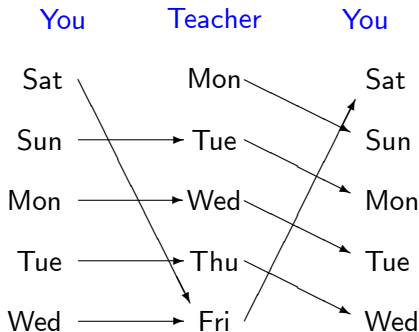 You Teacher You
Sat Mon Sat
Sun Tue Sun
Mon Wed Mon
Tue Thu Tue
Wed Fri Wed